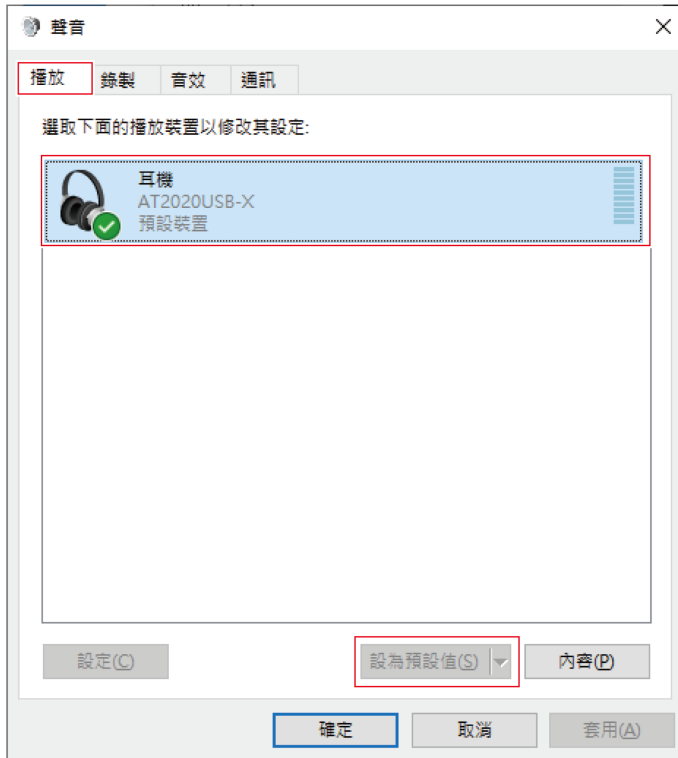 聲音
播放
錄製
音效
通訊
選取下面的播放裝置以修改其設定:
耳機
AT2020USB-X
預設裝置
設定(C)
設為預設值(S)
內容(P)
確定
取消
套用(A)